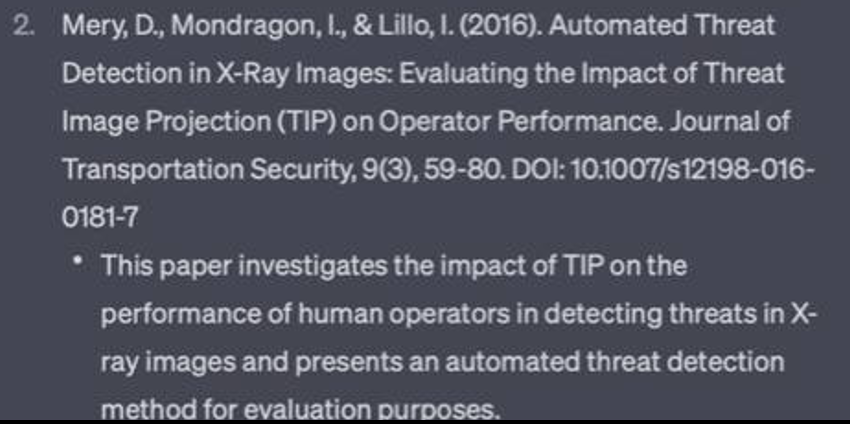 2. Mery, D., Mondragon, I., & Lillo, I. (2016). Automated Threat
Detection in X-Ray Images: Evaluating the Impact of Threat
Image Projection (TIP) on Operator Performance. Journal of
Transportation Security, 9(3), 59-80. DOI: 10.1007/s12198-016-
0181-7
• This paper investigates the impact of TIP on the
performance of human operators in detecting threats in X-
ray images and presents an automated threat detection
method for evaluation purposes.